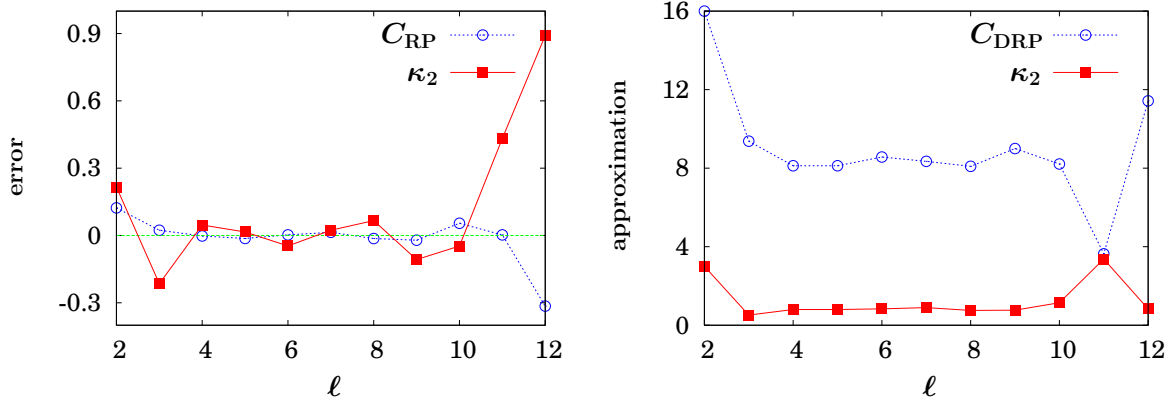 0.9
0.6
0.3
0
-0.3
error
C_RP
κ_2
2 4 6 8 10 12
ℓ
16
12
8
4
0
approximation
C_DRP
κ_2
2 4 6 8 10 12
ℓ